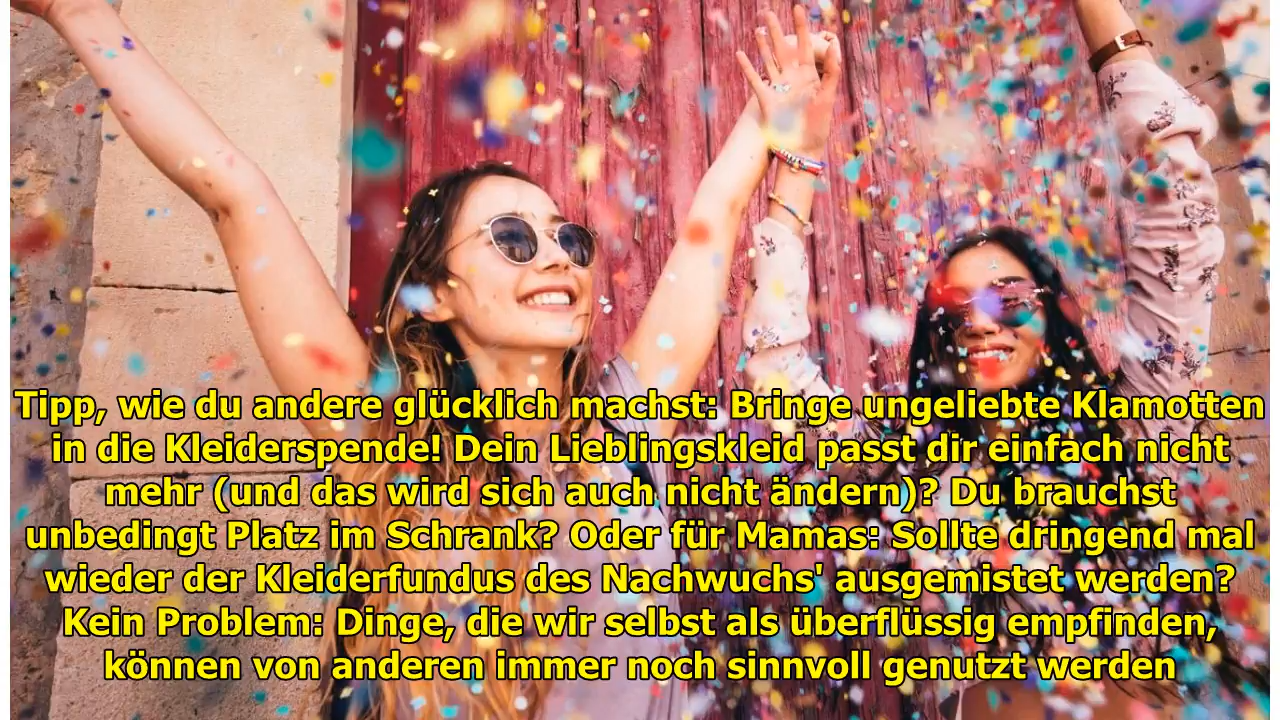 Tipp, wie du andere glücklich machst: Bringe ungeliebte Klamotten
in die Kleiderspende! Dein Lieblingskleid passt dir einfach nicht
mehr (und das wird sich auch nicht ändern)? Du brauchst
unbedingt Platz im Schrank? Oder für Mamas: Sollte dringend mal
wieder der Kleiderfundus des Nachwuchs' ausgemistet werden?
Kein Problem: Dinge, die wir selbst als überflüssig empfinden,
können von anderen immer noch sinnvoll genutzt werden